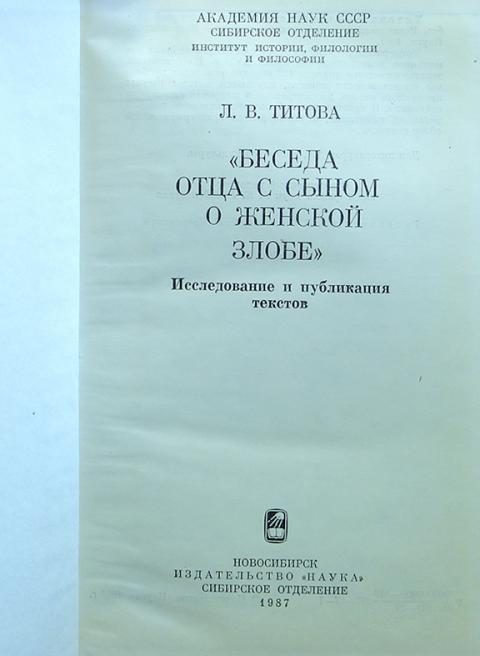 АКАДЕМИЯ НАУК СССР
СИБИРСКОЕ ОТДЕЛЕНИЕ
ИНСТИТУТ ИСТОРИИ, ФИЛОЛОГИИ
И ФИЛОСОФИИ
Л. В. ТИТОВА
«БЕСЕДА
ОТЦА С СЫНОМ
О ЖЕНСКОЙ
ЗЛОБЕ»
Исследование и публикация
текстов
НОВОСИБИРСК
ИЗДАТЕЛЬСТВО «НАУКА»
СИБИРСКОЕ ОТДЕЛЕНИЕ
1987